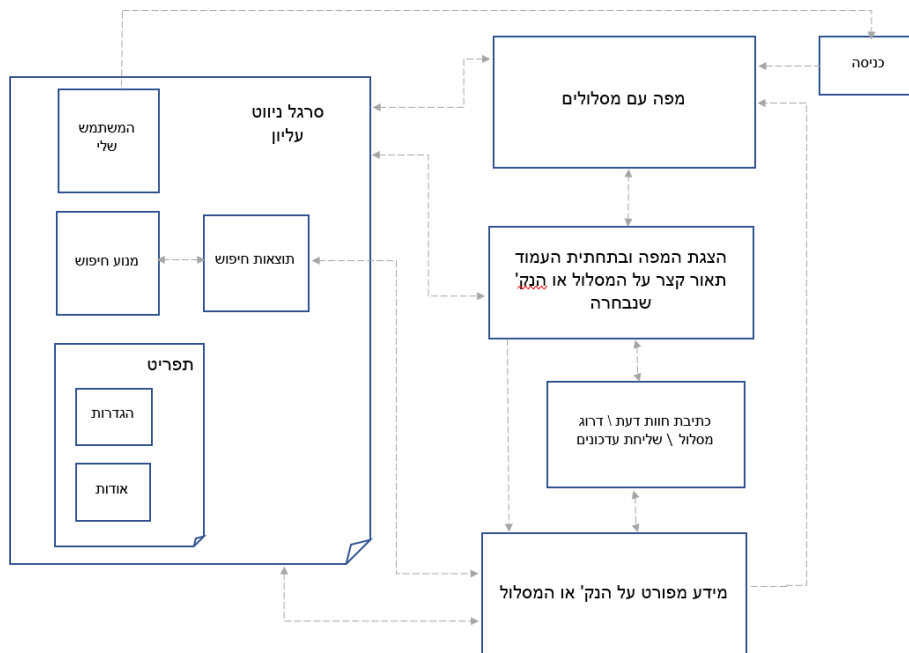 כניסה
מפה עם מסלולים
סרגל ניווט
עליון
המשתמש
שלי
מנוע חיפוש
תוצאות חיפוש
הצגת המפה ובתחתית העמוד
תאור קצר על המסלול או הנק'
שנבחרה
תפריט
הגדרות
אודות
כתיבת חוות דעת \ דרוג
מסלול \ שליחת עדכונים
מידע מפורט על הנק' או המסלול